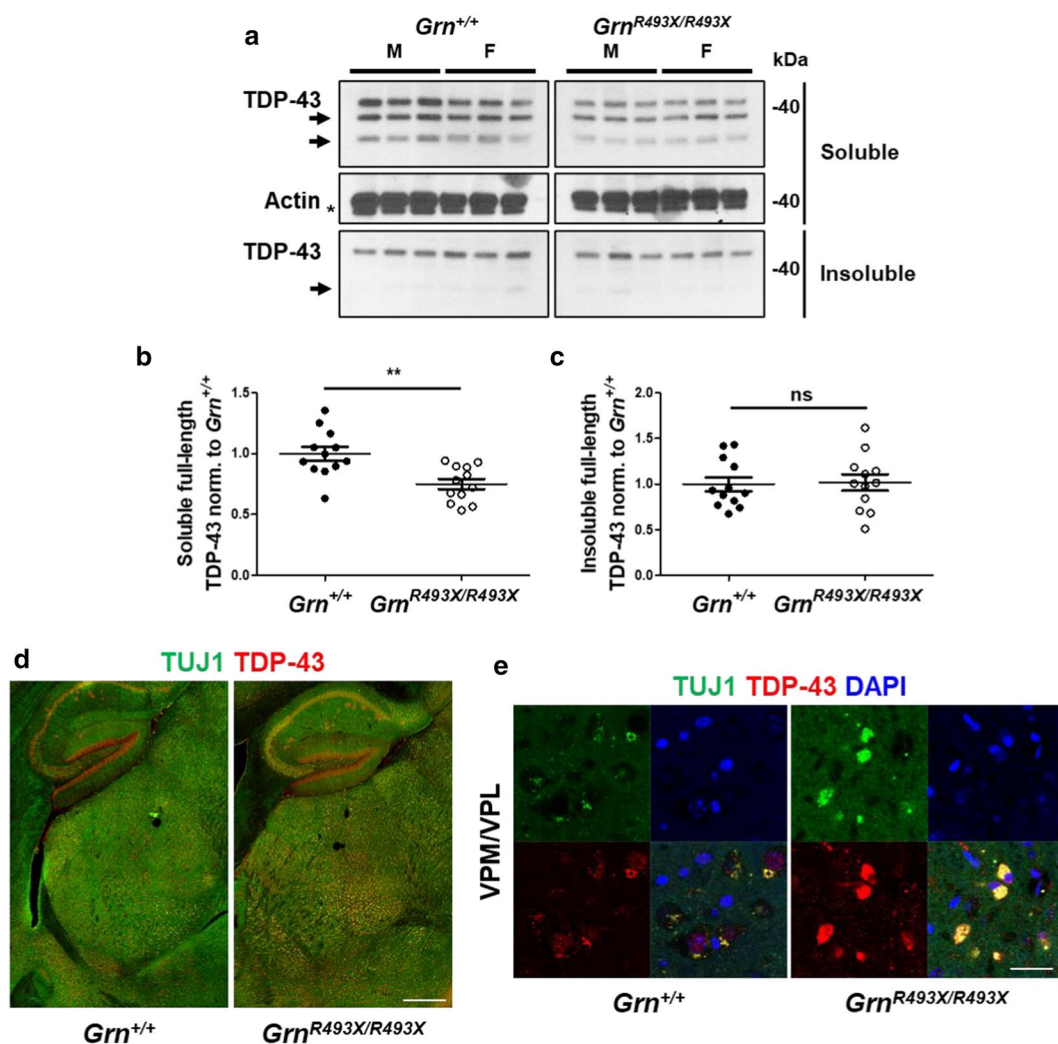 a
Grn+/+ GrnR493X/R493X
M F M F kDa
TDP-43 -40
Soluble
Actin * -40
TDP-43 -40
Insoluble
b
Soluble full-length
TDP-43 norm. to Grn+/+
1.5
1.0
0.5
0.0
**
Grn+/+ GrnR493X/R493X
c
Insoluble full-length
TDP-43 norm. to Grn+/+
2.0
1.5
1.0
0.5
0.0
ns
Grn+/+ GrnR493X/R493X
d
TUJ1 TDP-43
Grn+/+ GrnR493X/R493X
e
TUJ1 TDP-43 DAPI
VPM/VPL
Grn+/+ GrnR493X/R493X